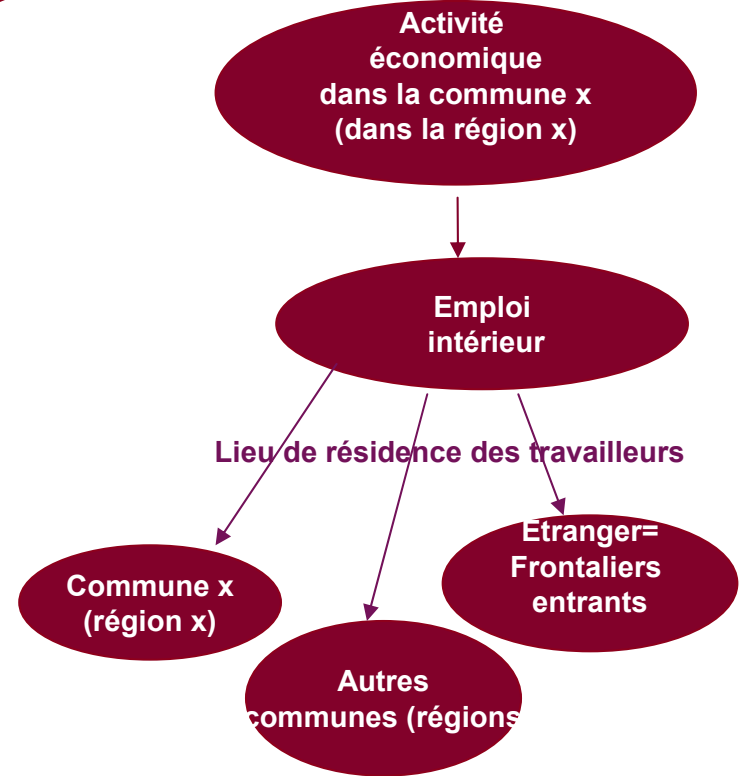 Activité
économique
dans la commune x
(dans la région x)
Emploi
intérieur
Lieu de résidence des travailleurs
Etranger=
Frontaliers
entrants
Commune x
(région x)
Autres
communes (régions